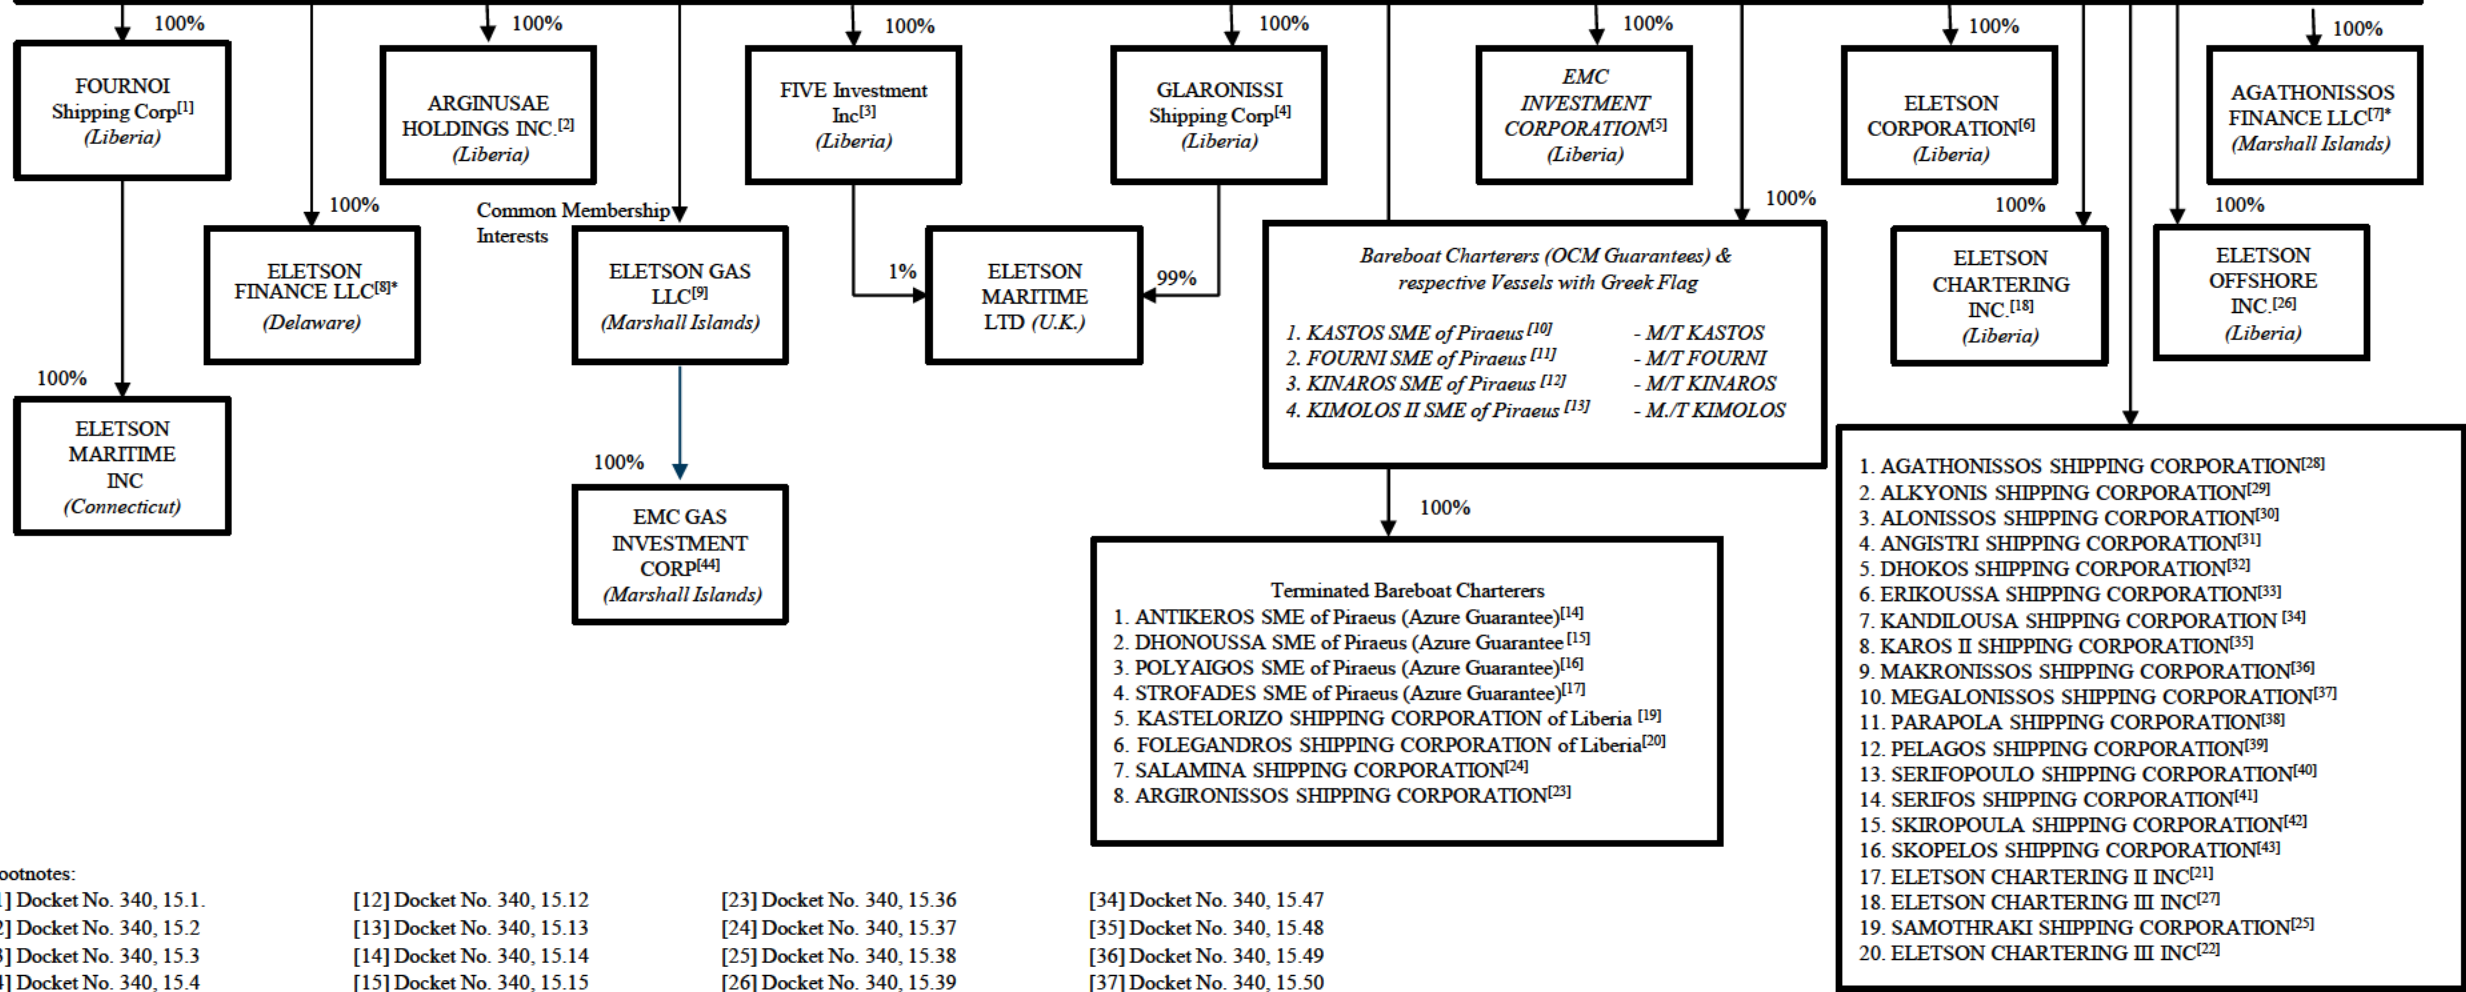 100%
100%
100%
100%
100%
100%
100%
FOURNOI
Shipping Corp[1]
(Liberia)
ARGINUSAE
HOLDINGS INC.[2]
(Liberia)
FIVE Investment
Inc[3]
(Liberia)
GLARONISSI
Shipping Corp[4]
(Liberia)
EMC
INVESTMENT
CORPORATION[5]
(Liberia)
ELETSON
CORPORATION[6]
(Liberia)
AGATHONISSOS
FINANCE LLC[7]*
(Marshall Islands)
100%
Common Membership
Interests
100%
100%
100%
ELETSON
FINANCE LLC[8]*
(Delaware)
ELETSON GAS
LLC[9]
(Marshall Islands)
1%
ELETSON
MARITIME
LTD (U.K.)
99%
Bareboat Charterers (OCM Guarantees) &
respective Vessels with Greek Flag
1. KASTOS SME of Piraeus [10] - M/T KASTOS
2. FOURNI SME of Piraeus [11] - M/T FOURNI
3. KINAROS SME of Piraeus [12] - M/T KINAROS
4. KIMOLOS II SME of Piraeus [13] - M./T KIMOLOS
ELETSON
CHARTERING
INC.[18]
(Liberia)
ELETSON
OFFSHORE
INC.[26]
(Liberia)
100%
ELETSON
MARITIME
INC
(Connecticut)
100%
EMC GAS
INVESTMENT
CORP[44]
(Marshall Islands)
100%
Terminated Bareboat Charterers
1. ANTIKEROS SME of Piraeus (Azure Guarantee)[14]
2. DHONOUSSA SME of Piraeus (Azure Guarantee [15]
3. POLYAIGOS SME of Piraeus (Azure Guarantee)[16]
4. STROFADES SME of Piraeus (Azure Guarantee)[17]
5. KASTELORIZO SHIPPING CORPORATION of Liberia [19]
6. FOLEGANDROS SHIPPING CORPORATION of Liberia[20]
7. SALAMINA SHIPPING CORPORATION[24]
8. ARGIRONISSOS SHIPPING CORPORATION[23]
1. AGATHONISSOS SHIPPING CORPORATION[28]
2. ALKYONIS SHIPPING CORPORATION[29]
3. ALONISSOS SHIPPING CORPORATION[30]
4. ANGISTRI SHIPPING CORPORATION[31]
5. DHOKOS SHIPPING CORPORATION[32]
6. ERIKOUSSA SHIPPING CORPORATION[33]
7. KANDILOUSA SHIPPING CORPORATION [34]
8. KAROS II SHIPPING CORPORATION[35]
9. MAKRONISSOS SHIPPING CORPORATION[36]
10. MEGALONISSOS SHIPPING CORPORATION[37]
11. PARAPOLA SHIPPING CORPORATION[38]
12. PELAGOS SHIPPING CORPORATION[39]
13. SERIFOPOULO SHIPPING CORPORATION[40]
14. SERIFOS SHIPPING CORPORATION[41]
15. SKIROPOULA SHIPPING CORPORATION[42]
16. SKOPELOS SHIPPING CORPORATION[43]
17. ELETSON CHARTERING II INC[21]
18. ELETSON CHARTERING III INC[27]
19. SAMOTHRAKI SHIPPING CORPORATION[25]
20. ELETSON CHARTERING III INC[22]
ootnotes:
] Docket No. 340, 15.1. [12] Docket No. 340, 15.12 [23] Docket No. 340, 15.36 [34] Docket No. 340, 15.47
2] Docket No. 340, 15.2 [13] Docket No. 340, 15.13 [24] Docket No. 340, 15.37 [35] Docket No. 340, 15.48
3] Docket No. 340, 15.3 [14] Docket No. 340, 15.14 [25] Docket No. 340, 15.38 [36] Docket No. 340, 15.49
4] Docket No. 340, 15.4 [15] Docket No. 340, 15.15 [26] Docket No. 340, 15.39 [37] Docket No. 340, 15.50